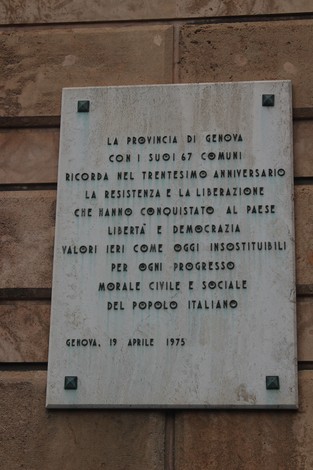 LA PROVINCIA DI GENOVA
CON I SUOI 67 COMUNI
RICORDA NEL TRENTESIMO ANNIVERSARIO
LA RESISTENZA E LA LIBERAZIONE
CHE HANNO CONQUISTATO AL PAESE
LIBERTÀ E DEMOCRAZIA
VALORI IERI COME OGGI INSOSTITUIBILI
PER OGNI PROGRESSO
MORALE CIVILE E SOCIALE
DEL POPOLO ITALIANO
GENOVA, 19 APRILE 1975